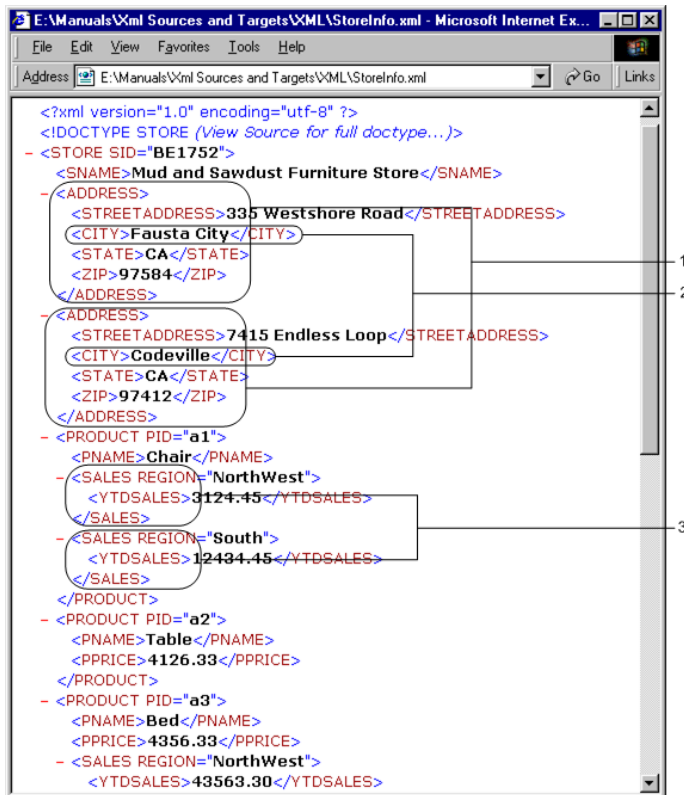 E:\Manuals\Xml Sources and Targets\XML\StoreInfo.xml - Microsoft Internet Ex...
File Edit View Favorites Tools Help
Address E:\Manuals\Xml Sources and Targets\XML\StoreInfo.xml Go Links
<?xml version="1.0" encoding="utf-8" ?>
<!DOCTYPE STORE (View Source for full doctype...)>
- <STORE SID="BE1752">
<SNAME>Mud and Sawdust Furniture Store</SNAME>
- <ADDRESS>
<STREETADDRESS>335 Westshore Road</STREETADDRESS>
<CITY>Fausta City</CITY>
<STATE>CA</STATE>
1
<ZIP>97584</ZIP>
2
</ADDRESS>
- <ADDRESS>
<STREETADDRESS>7415 Endless Loop</STREETADDRESS>
<CITY>Codeville</CITY>
<STATE>CA</STATE>
<ZIP>97412</ZIP>
</ADDRESS>
- <PRODUCT PID="a1">
<PNAME>Chair</PNAME>
- <SALES REGION="NorthWest">
<YTDSALES>3124.45</YTDSALES>
</SALES>
3
- <SALES REGION="South">
<YTDSALES>12434.45</YTDSALES>
</SALES>
</PRODUCT>
- <PRODUCT PID="a2">
<PNAME>Table</PNAME>
<PPRICE>4126.33</PPRICE>
</PRODUCT>
- <PRODUCT PID="a3">
<PNAME>Bed</PNAME>
<PPRICE>4356.33</PPRICE>
- <SALES REGION="NorthWest">
<YTDSALES>43563.30</YTDSALES>